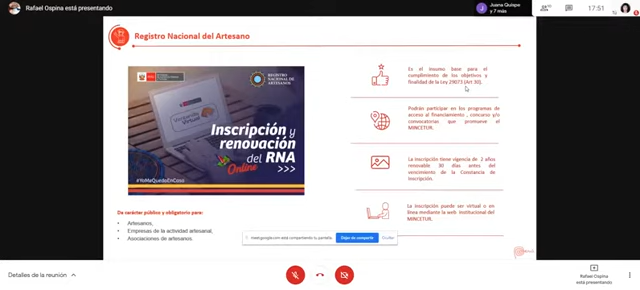 Rafael Ospina está presentando
Juana Quispe
y 7 más
17:51
Registro Nacional del Artesano
REGISTRO
NACIONAL DE
ARTESANOS
Ventanilla
Virtual
Inscripción y
renovación
del RNA
Online >>>
#YoMeQuedoEnCasa
De carácter público y obligatorio para:
• Artesanos,
• Empresas de la actividad artesanal.
• Asociaciones de artesanos.
Es el insumo base para el
cumplimiento de los objetivos y
finalidad de la Ley 29073 (Art 30).
Podrán participar en los programas de
acceso al financiamiento, concurso y/o
convocatorias que promueve el
MINCETUR.
La inscripción tiene vigencia de 2 años
renovable 30 días antes del
vencimiento de la Constancia de
Inscripción.
La inscripción puede ser virtual o en
línea mediante la web institucional del
MINCETUR.
meet.google.com está compartiendo tu pantalla.
Dejar de compartir
Ocultar
Detalles de la reunión
Rafael Ospina
está presentando